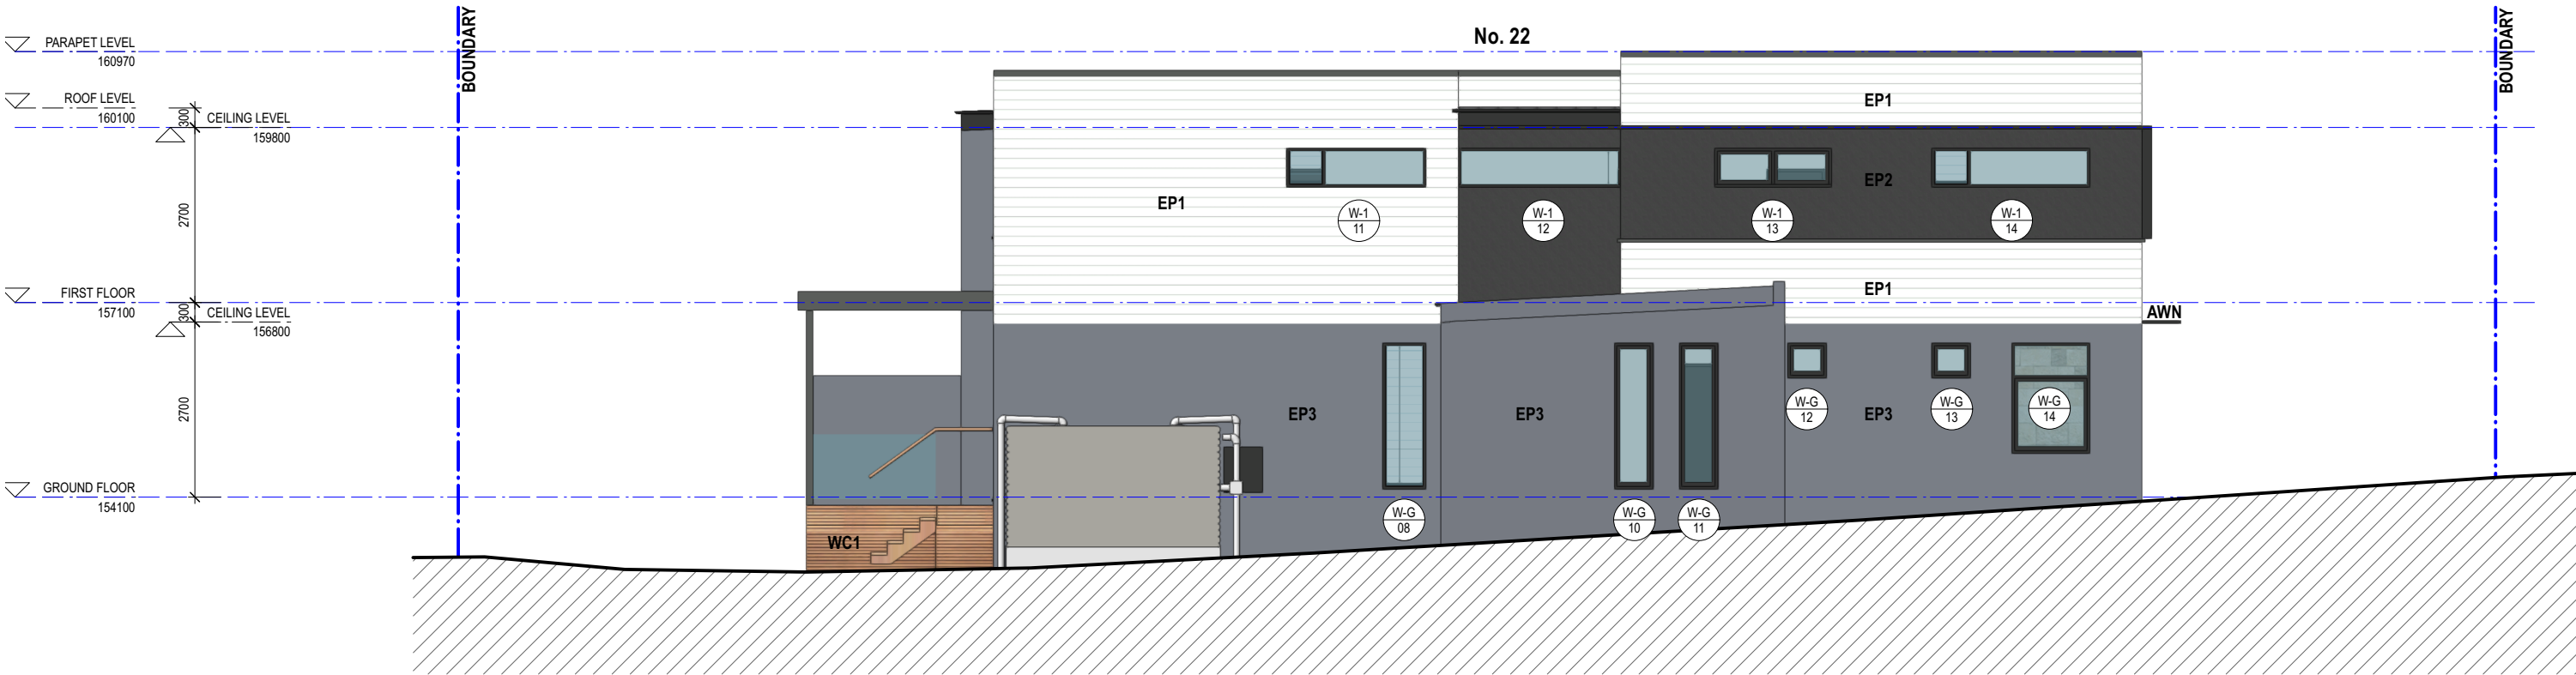 No. 22
BOUNDARY
BOUNDARY
PARAPET LEVEL
160970
ROOF LEVEL
160100
300
CEILING LEVEL
159800
2700
FIRST FLOOR
157100
300
CEILING LEVEL
156800
2700
GROUND FLOOR
154100
EP1
EP1
EP2
W-1
11
W-1
12
W-1
13
W-1
14
EP1
AWN
EP3
EP3
EP3
W-G
12
W-G
13
W-G
14
W-G
08
W-G
10
W-G
11
WC1